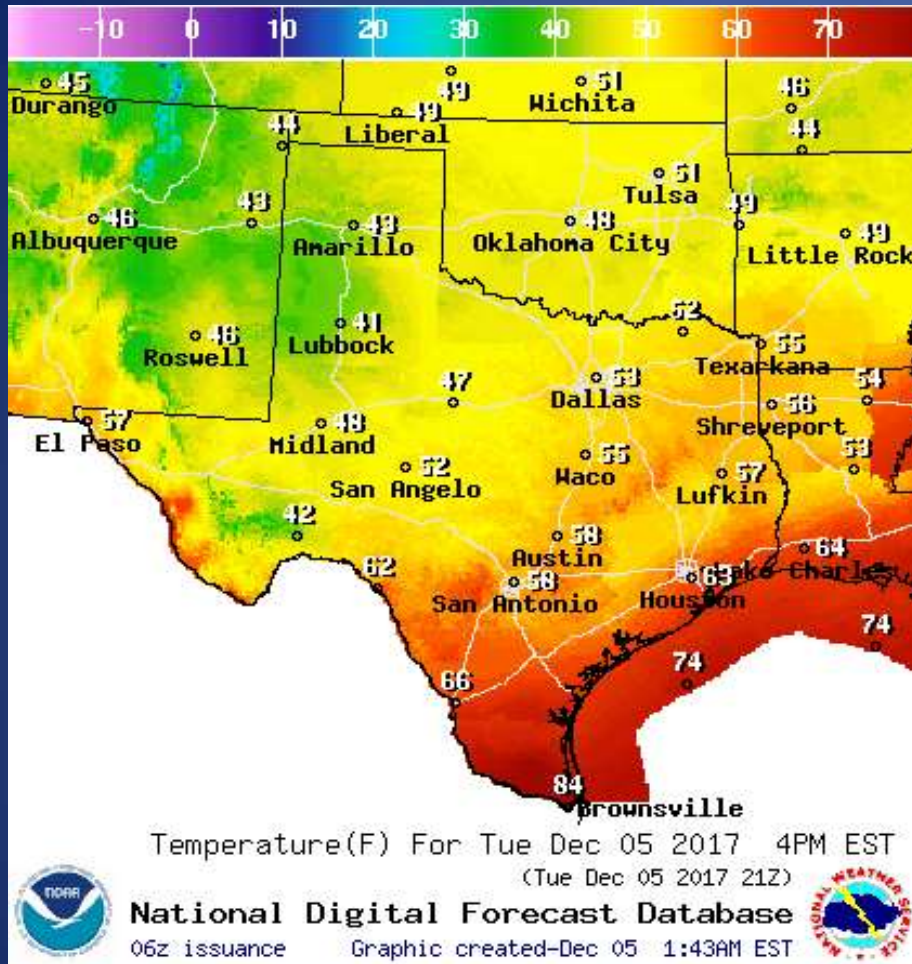 -10 0 10 20 30 40 50 60 70
45
Durango
49
51
Wichita
46
49
Liberal
44
44
51
Tulsa
46
Albuquerque
43
43
Amarillo
48
Oklahoma City
49
49
Little Rock
46
Roswell
41
Lubbock
52
55
Texarkana
47
53
Dallas
54
56
Shreveport
57
El Paso
48
Midland
52
San Angelo
55
Waco
57
Lufkin
53
42
58
Austin
64
Lake Charles
62
58
San Antonio
63
Houston
74
74
66
84
Brownsville
Temperature(F) For Tue Dec 05 2017 4PM EST
(Tue Dec 05 2017 21Z)
National Digital Forecast Database
06z issuance Graphic created-Dec 05 1:43AM EST
NOAA
NATIONAL WEATHER SERVICE